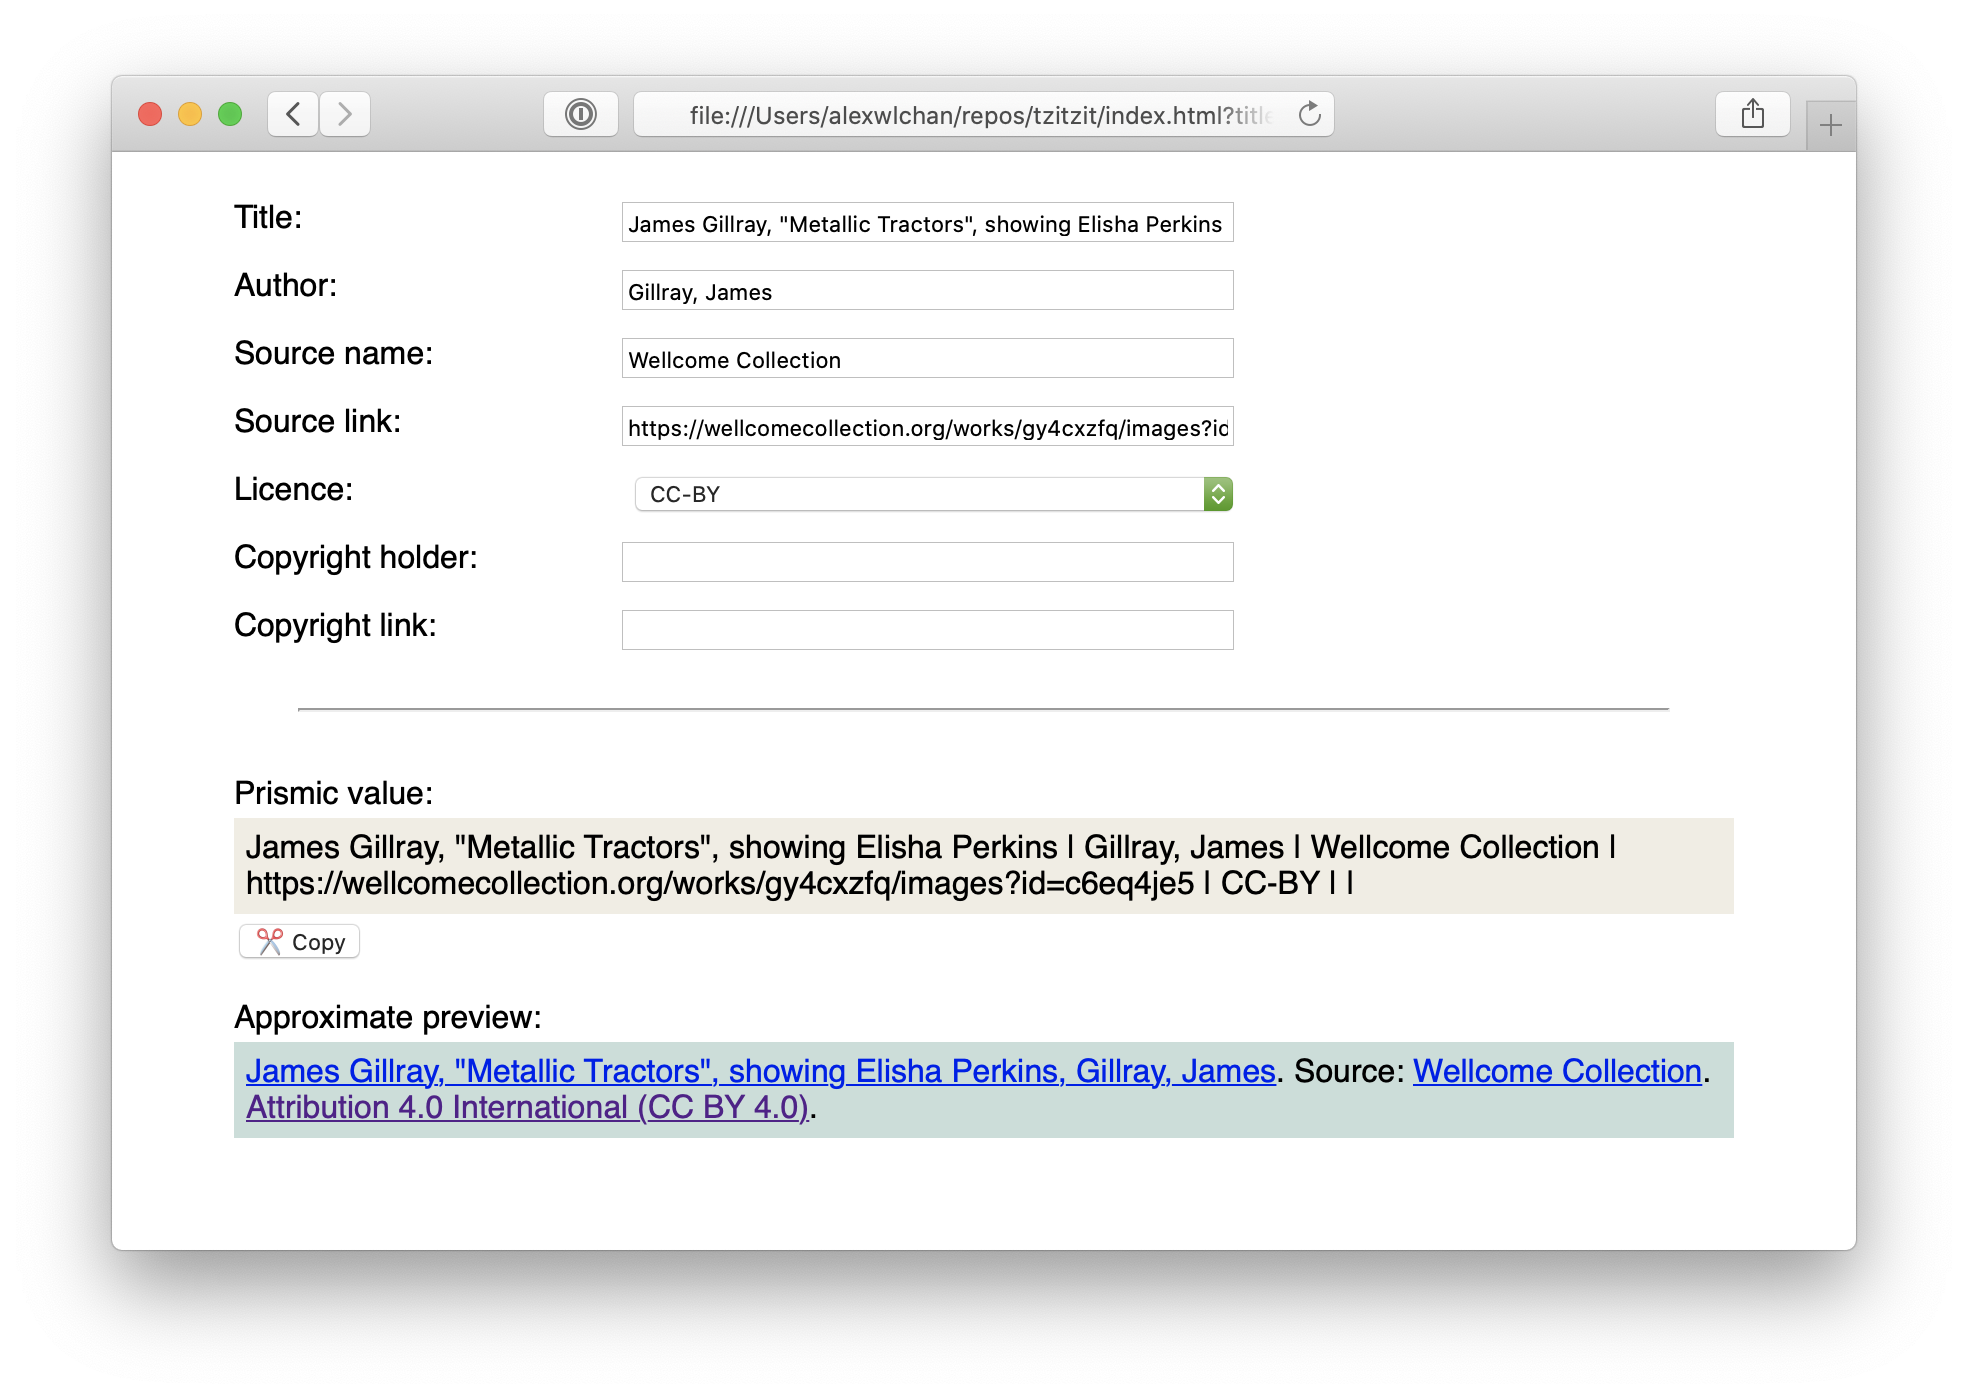 file:///Users/alexwlchan/repos/tzitzit/index.html?title
Title: James Gillray, "Metallic Tractors", showing Elisha Perkins
Author: Gillray, James
Source name: Wellcome Collection
Source link: https://wellcomecollection.org/works/gy4cxzfq/images?id
Licence: CC-BY
Copyright holder:
Copyright link:
Prismic value:
James Gillray, "Metallic Tractors", showing Elisha Perkins | Gillray, James | Wellcome Collection |
https://wellcomecollection.org/works/gy4cxzfq/images?id=c6eq4je5 | CC-BY | |
Copy
Approximate preview:
James Gillray, "Metallic Tractors", showing Elisha Perkins, Gillray, James. Source: Wellcome Collection.
Attribution 4.0 International (CC BY 4.0).